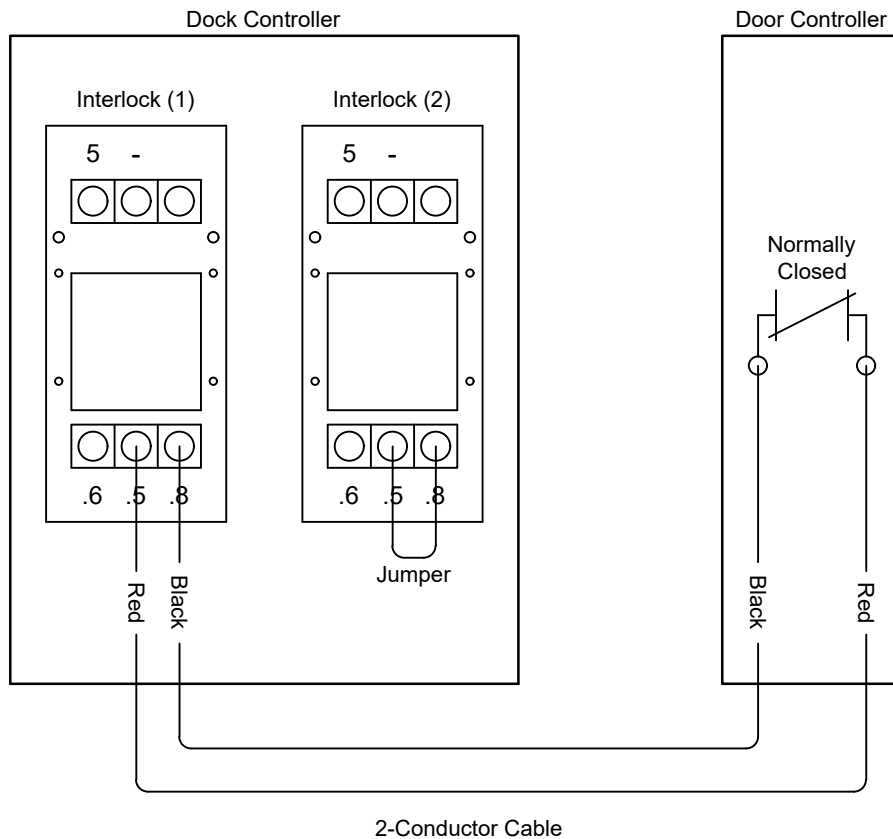 Dock Controller
Door Controller
Interlock (1)
Interlock (2)
5 -
5 -
Normally
Closed
.6 .5 .8
.6 .5 .8
Jumper
Red
Black
Black
Red
2-Conductor Cable